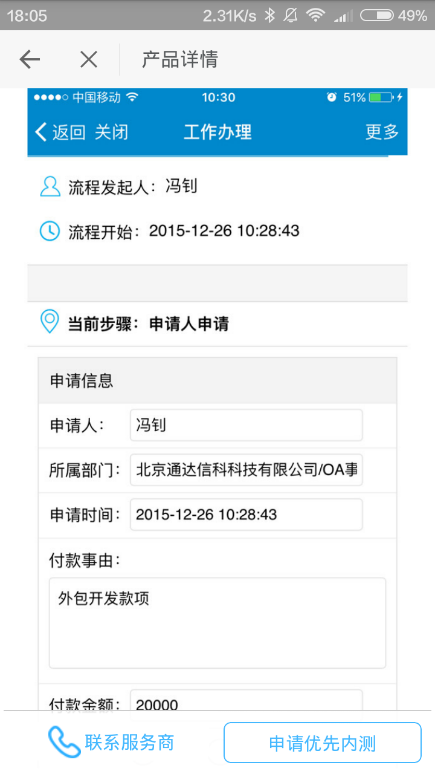 18:05 2.31K/s 49%
产品详情
中国移动 10:30 51%
返回 关闭 工作办理 更多
流程发起人：冯钊
流程开始：2015-12-26 10:28:43
当前步骤：申请人申请
申请信息
申请人： 冯钊
所属部门： 北京通达信科科技有限公司/OA事
申请时间： 2015-12-26 10:28:43
付款事由：
外包开发款项
付款金额： 20000
联系服务商 申请优先内测